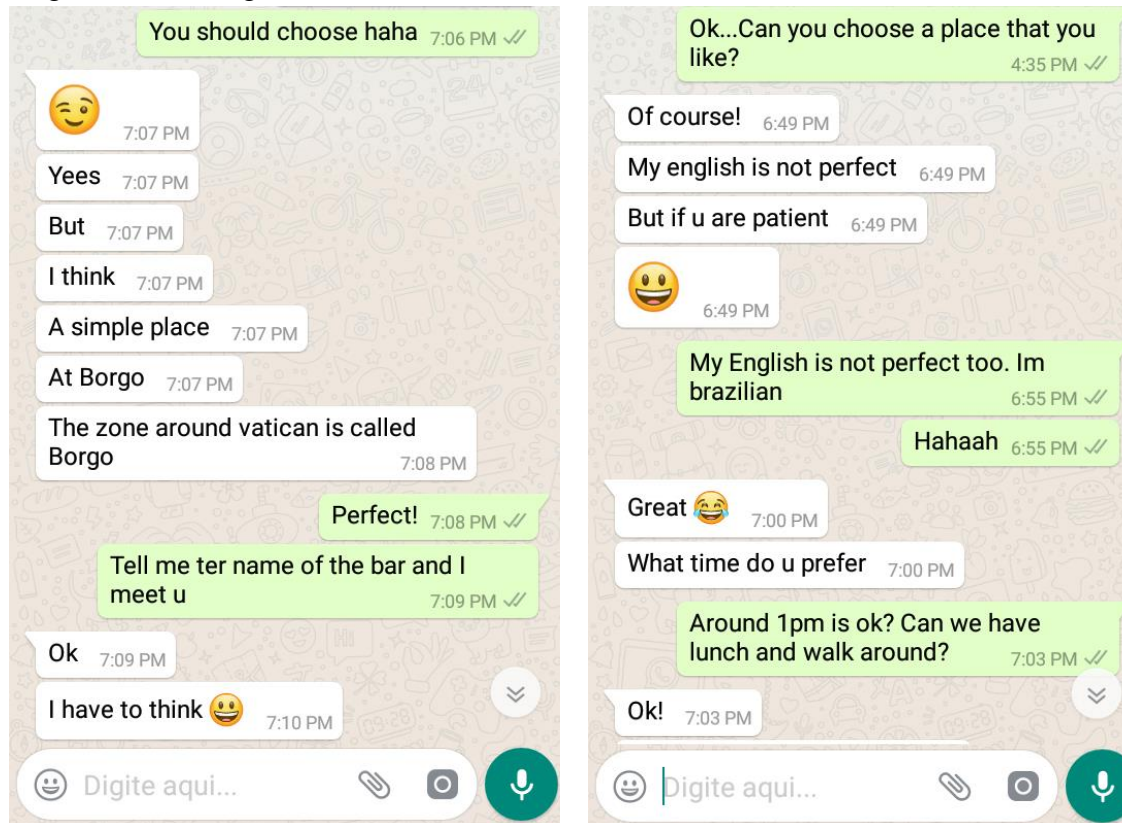 You should choose haha 7:06 PM
😉 7:07 PM
Yees 7:07 PM
But 7:07 PM
I think 7:07 PM
A simple place 7:07 PM
At Borgo 7:07 PM
The zone around vatican is called
Borgo 7:08 PM
Perfect! 7:08 PM
Tell me ter name of the bar and I
meet u 7:09 PM
Ok 7:09 PM
I have to think 😃 7:10 PM
Digite aqui...
Ok...Can you choose a place that you
like? 4:35 PM
Of course! 6:49 PM
My english is not perfect 6:49 PM
But if u are patient 6:49 PM
😃 6:49 PM
My English is not perfect too. Im
brazilian 6:55 PM
Hahaah 6:55 PM
Great 😂 7:00 PM
What time do u prefer 7:00 PM
Around 1pm is ok? Can we have
lunch and walk around? 7:03 PM
Ok! 7:03 PM
Digite aqui...